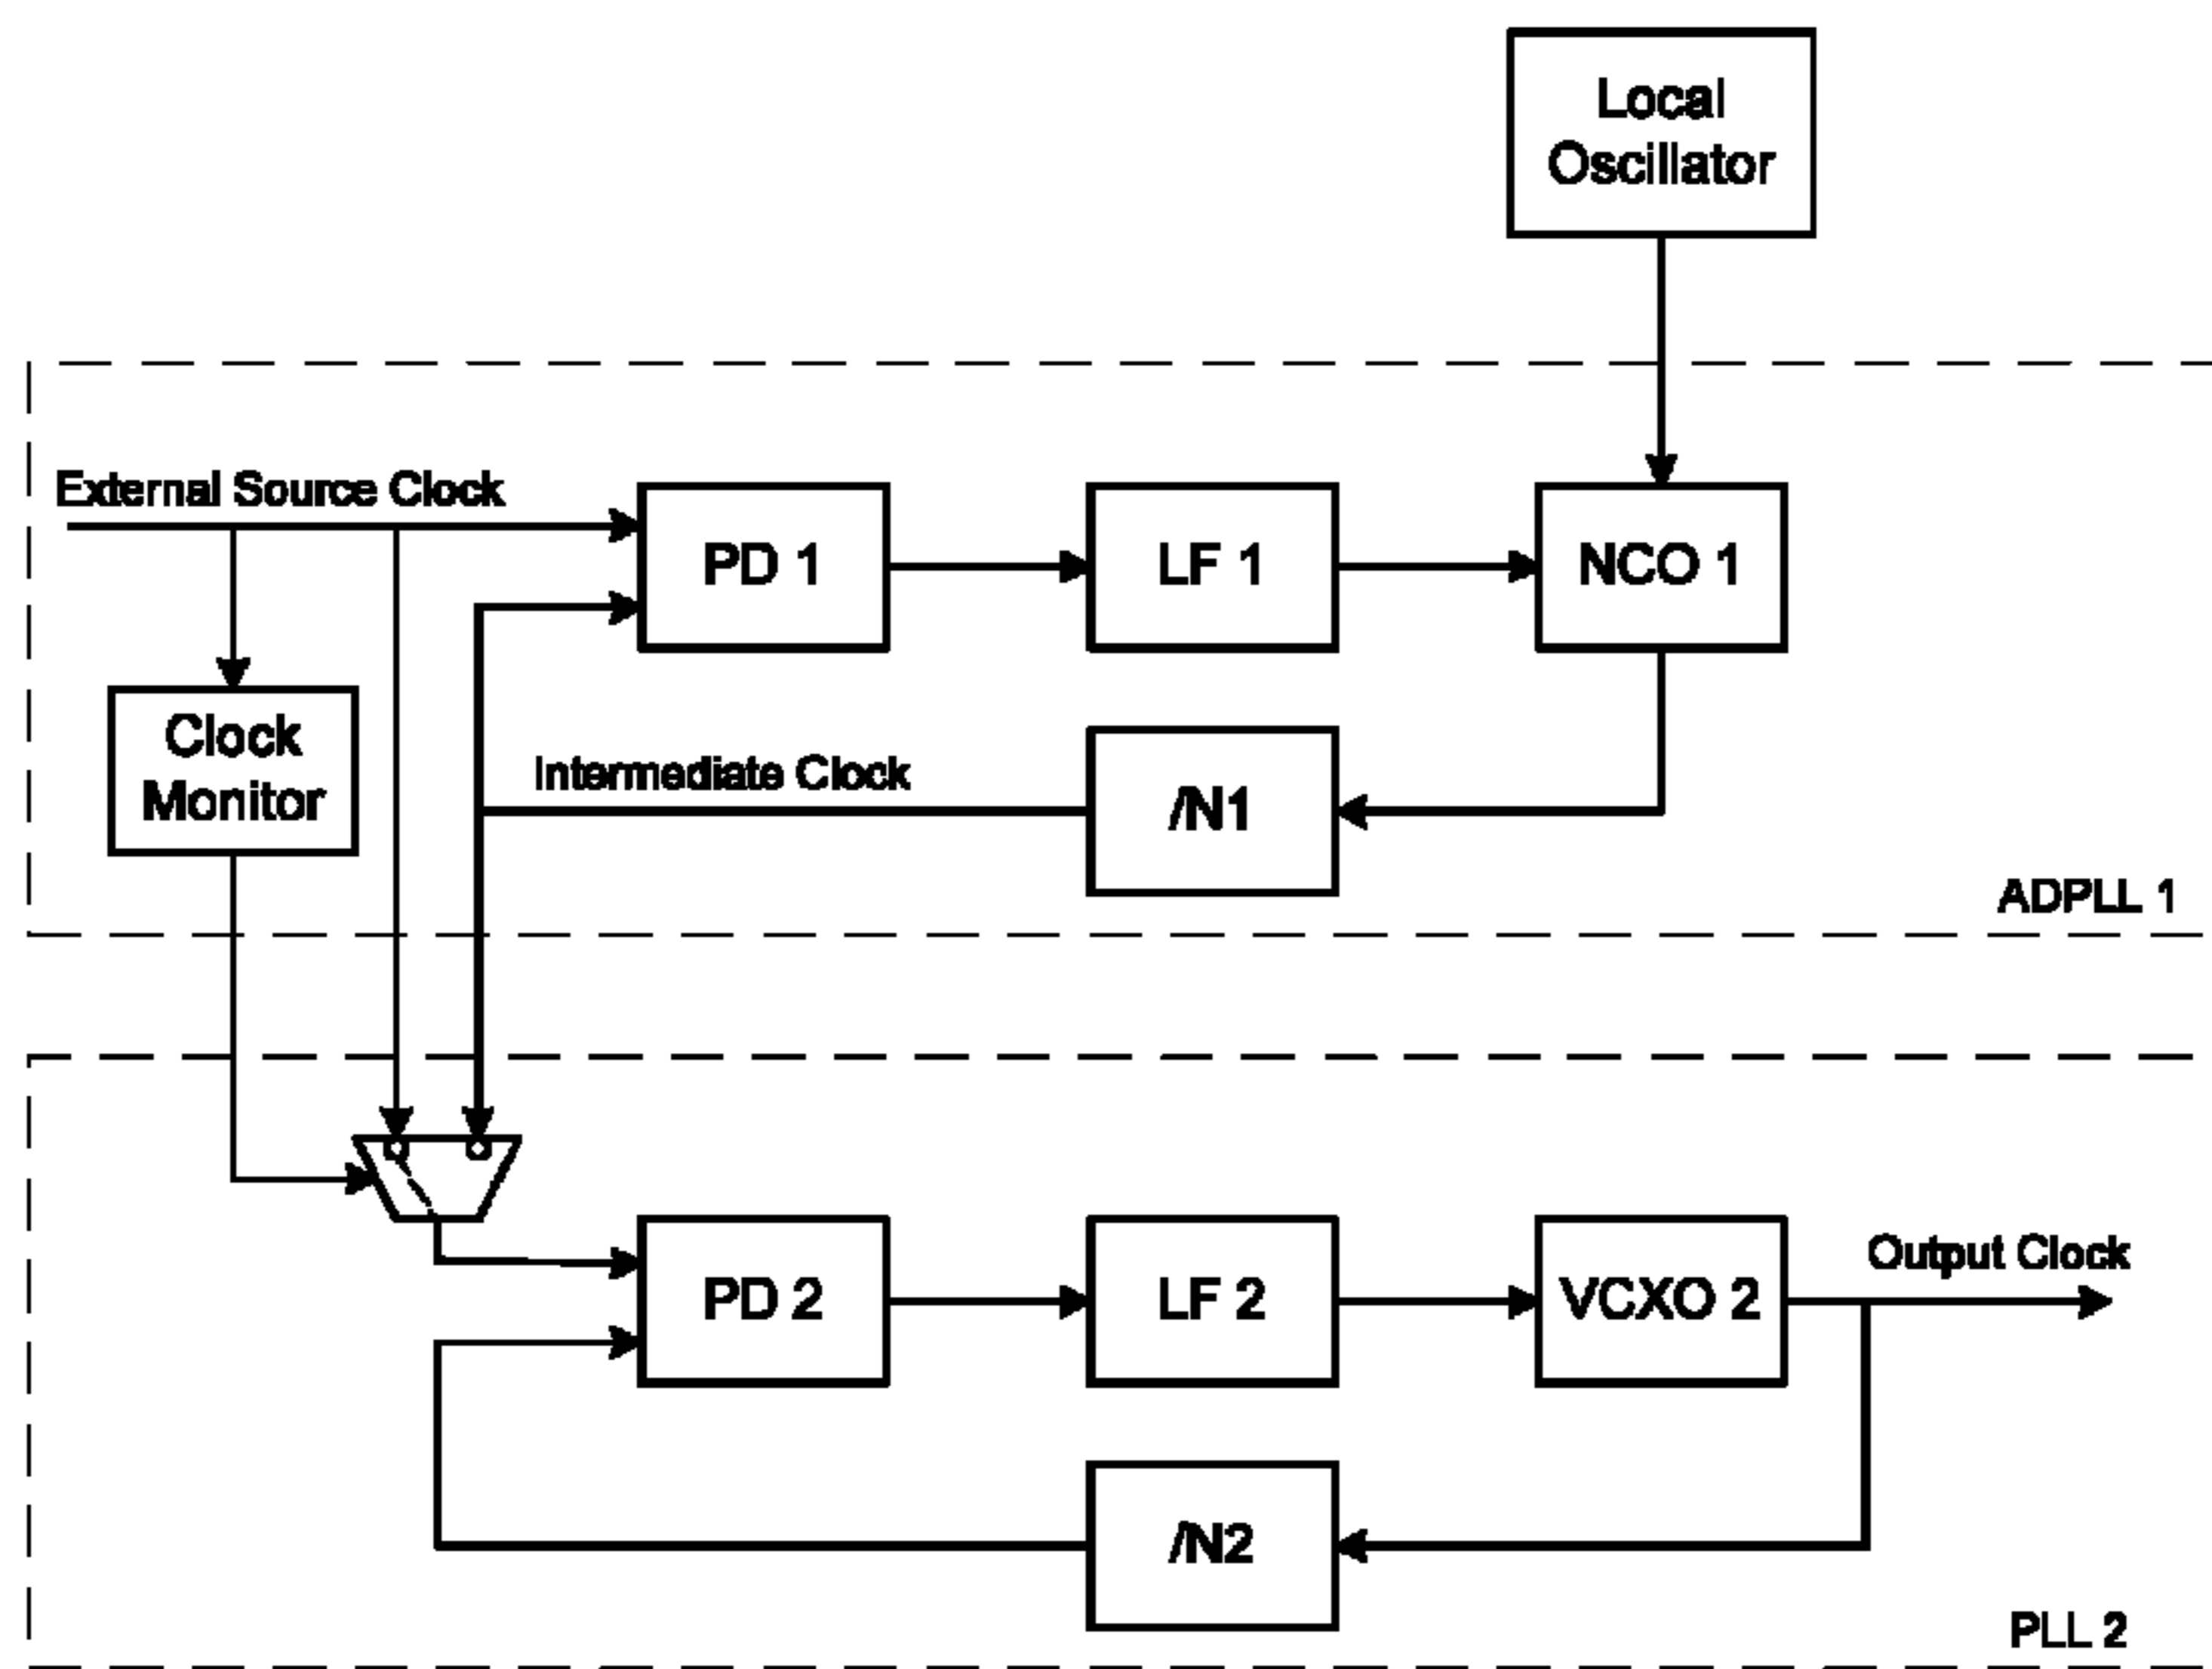 Local
Oscillator
External Source Clock
PD 1
LF 1
NCO 1
Clock
Monitor
Intermediate Clock
/N1
ADPLL 1
PD 2
LF 2
VCXO 2
Output Clock
/N2
PLL 2